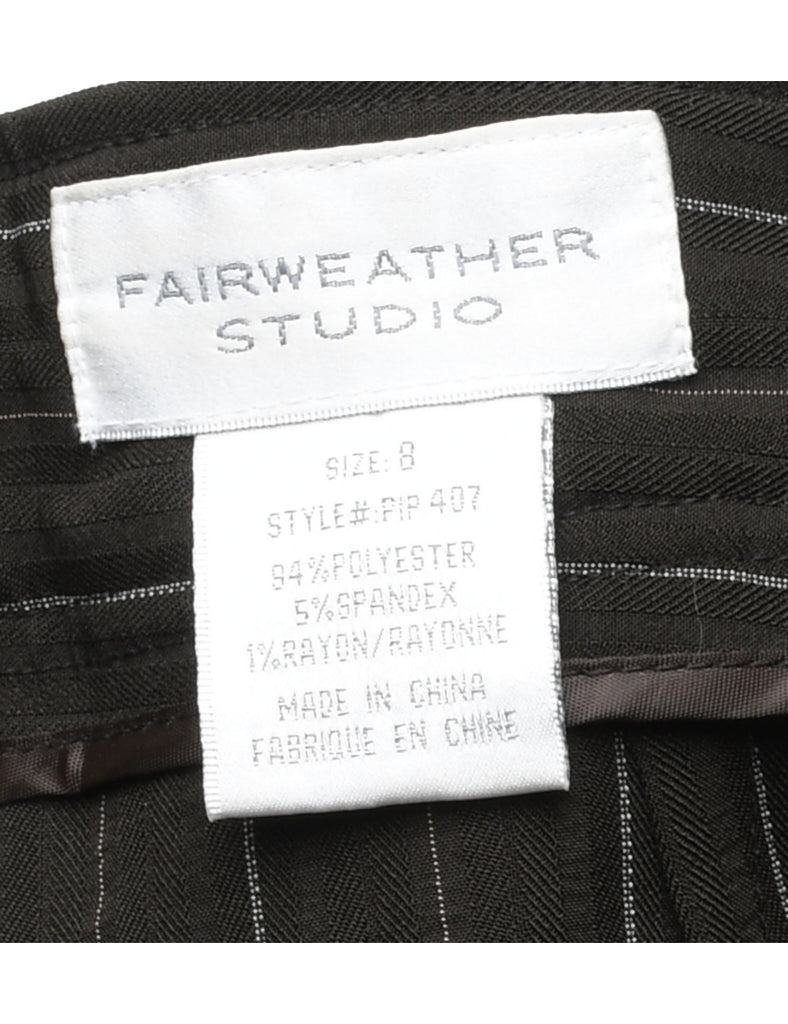 FAIRWEATHER
STUDIO
SIZE: 8
STYLE#:PIP 407
94%POLYESTER
5%SPANDEX
1%RAYON/RAYONNE
MADE IN CHINA
FABRIQUE EN CHINE